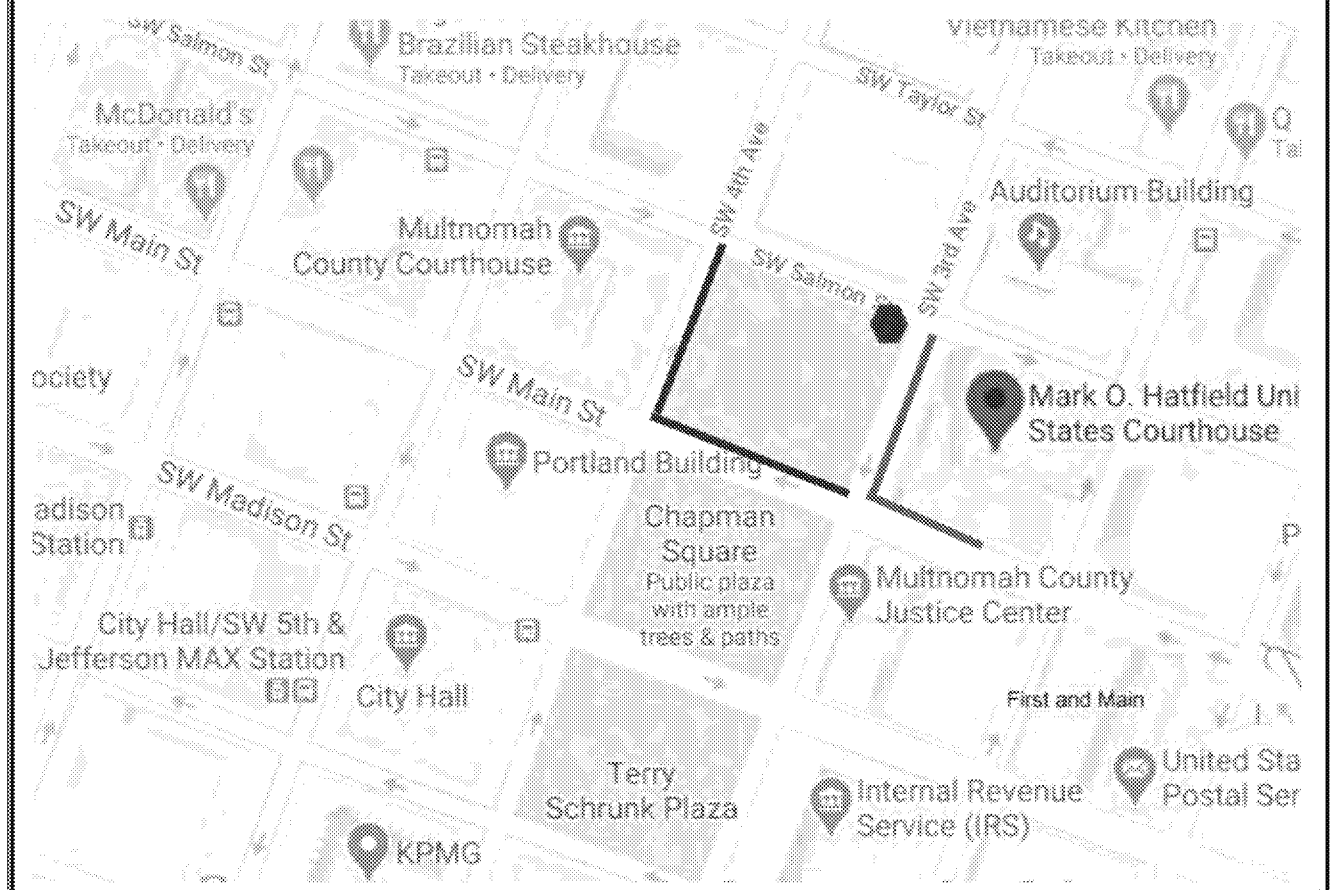 SW Salmon St
Brazilian Steakhouse
Takeout • Delivery
Vietnamese Kitchen
Takeout • Delivery
SW Taylor St
McDonald's
Takeout • Delivery
Q
SW 4th Ave
Auditorium Building
SW Main St
Multnomah
County Courthouse
SW Salmon
SW 3rd Ave
ociety
SW Main St
Mark O. Hatfield Uni
States Courthouse
Portland Building
SW Madison St
adison
Station
Chapman
Square
Public plaza
with ample
trees & paths
P
Multnomah County
Justice Center
City Hall/SW 5th &
Jefferson MAX Station
City Hall
First and Main
Terry
Schrunk Plaza
United Sta
Postal Ser
Internal Revenue
Service (IRS)
KPMG